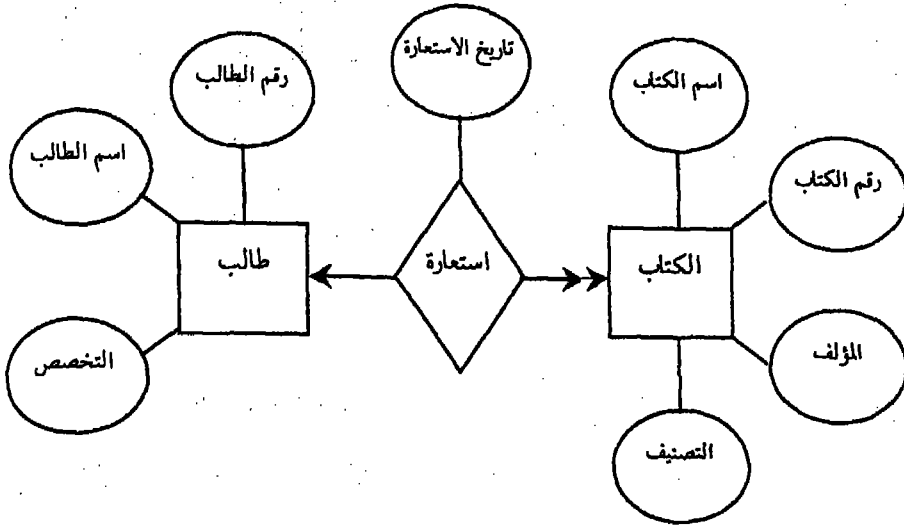 تاريخ الاستعارة
اسم الكتاب
رقم الطالب
رقم الكتاب
اسم الطالب
الكتاب
استعارة
طالب
المؤلف
التخصص
التصنيف